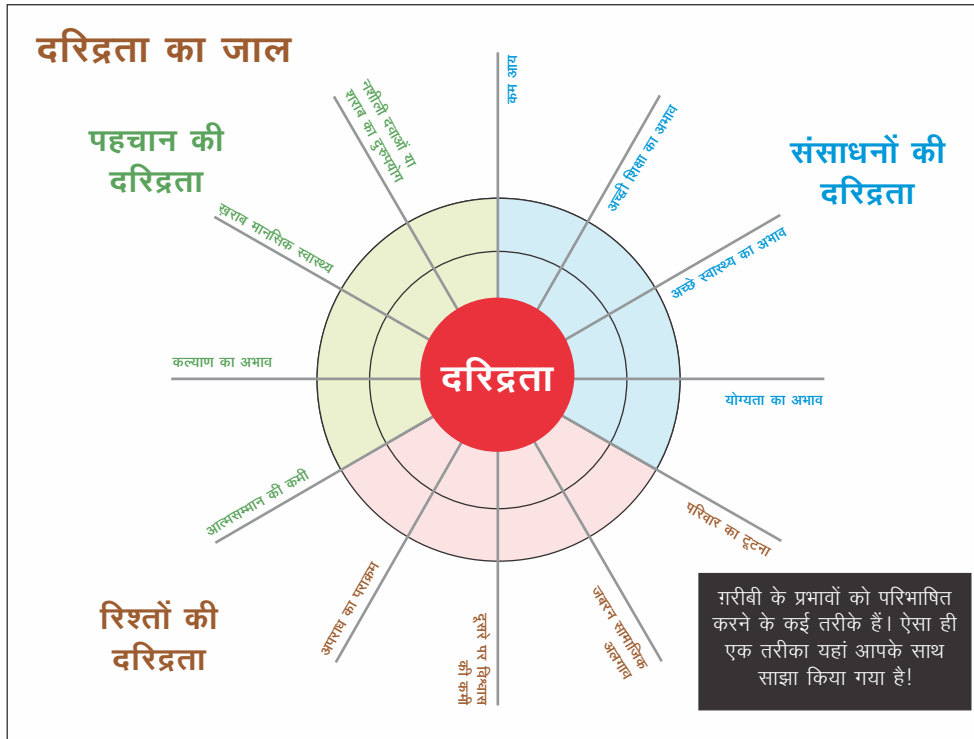 दरिद्रता का जाल
पहचान की
दरिद्रता
नशीली दवाओं या
शराब का दुरुपयोग
ख़राब मानसिक स्वास्थ्य
कल्याण का अभाव
आत्मसम्मान की कमी
संसाधनों की
दरिद्रता
कम आय
अच्छी शिक्षा का अभाव
अच्छे स्वास्थ्य का अभाव
योग्यता का अभाव
दरिद्रता
रिश्तों की
दरिद्रता
परिवार का टूटना
जबरन सामाजिक
अलगाव
दूसरे पर विश्वास
की कमी
अपराध का पराक्रम
ग़रीबी के प्रभावों को परिभाषित
करने के कई तरीके हैं। ऐसा ही
एक तरीका यहां आपके साथ
साझा किया गया है!